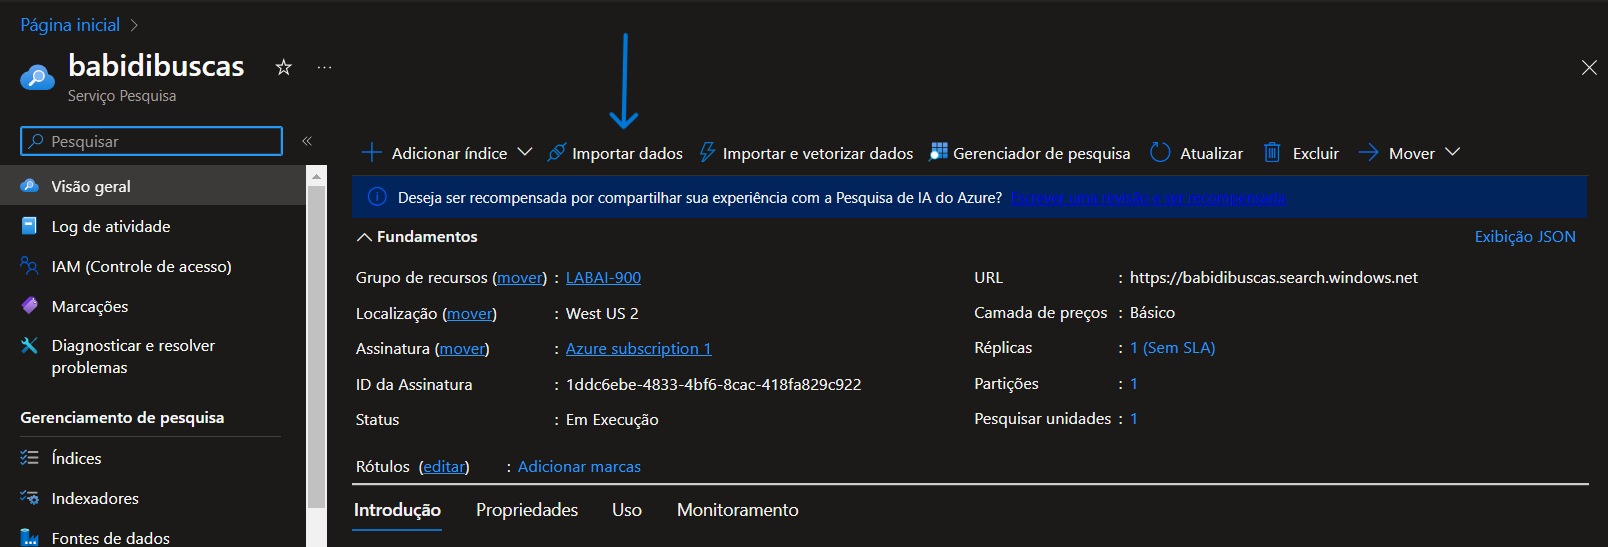 Página inicial
babidibuscas
Serviço Pesquisa
Pesquisar
Visão geral
Log de atividade
IAM (Controle de acesso)
Marcações
Diagnosticar e resolver
problemas
Gerenciamento de pesquisa
Índices
Indexadores
Fontes de dados
Adicionar índice Importar dados Importar e vetorizar dados Gerenciador de pesquisa Atualizar Excluir Mover
Deseja ser recompensada por compartilhar sua experiência com a Pesquisa de IA do Azure? Escrever uma revisão e ser recompensada
Fundamentos Exibição JSON
Grupo de recursos (mover) : LABAI-900
Localização (mover) : West US 2
Assinatura (mover) : Azure subscription 1
ID da Assinatura : 1ddc6ebe-4833-4bf6-8cac-418fa829c922
Status : Em Execução
URL : https://babidibuscas.search.windows.net
Camada de preços : Básico
Réplicas : 1 (Sem SLA)
Partições : 1
Pesquisar unidades : 1
Rótulos (editar) : Adicionar marcas
Introdução Propriedades Uso Monitoramento